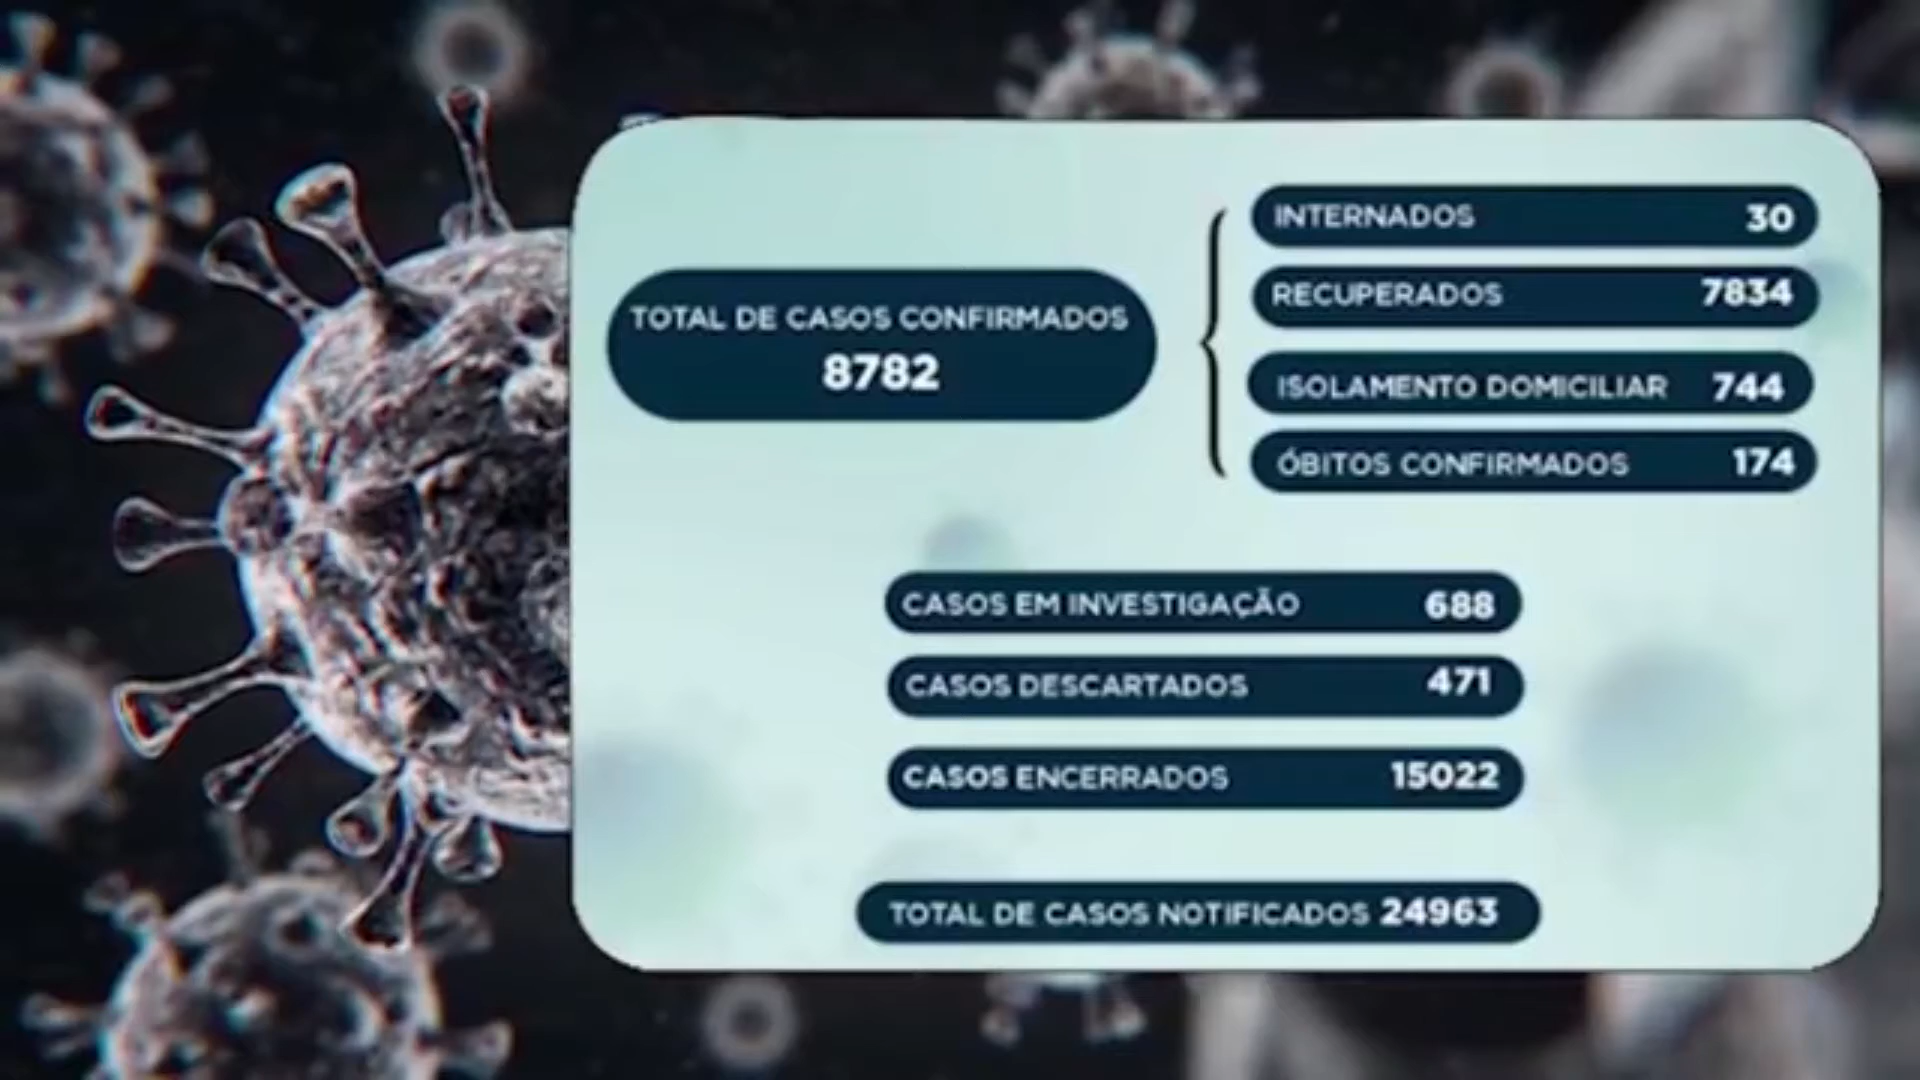 TOTAL DE CASOS CONFIRMADOS
8782
INTERNADOS 30
RECUPERADOS 7834
ISOLAMENTO DOMICILIAR 744
ÓBITOS CONFIRMADOS 174
CASOS EM INVESTIGAÇÃO 688
CASOS DESCARTADOS 471
CASOS ENCERRADOS 15022
TOTAL DE CASOS NOTIFICADOS 24963